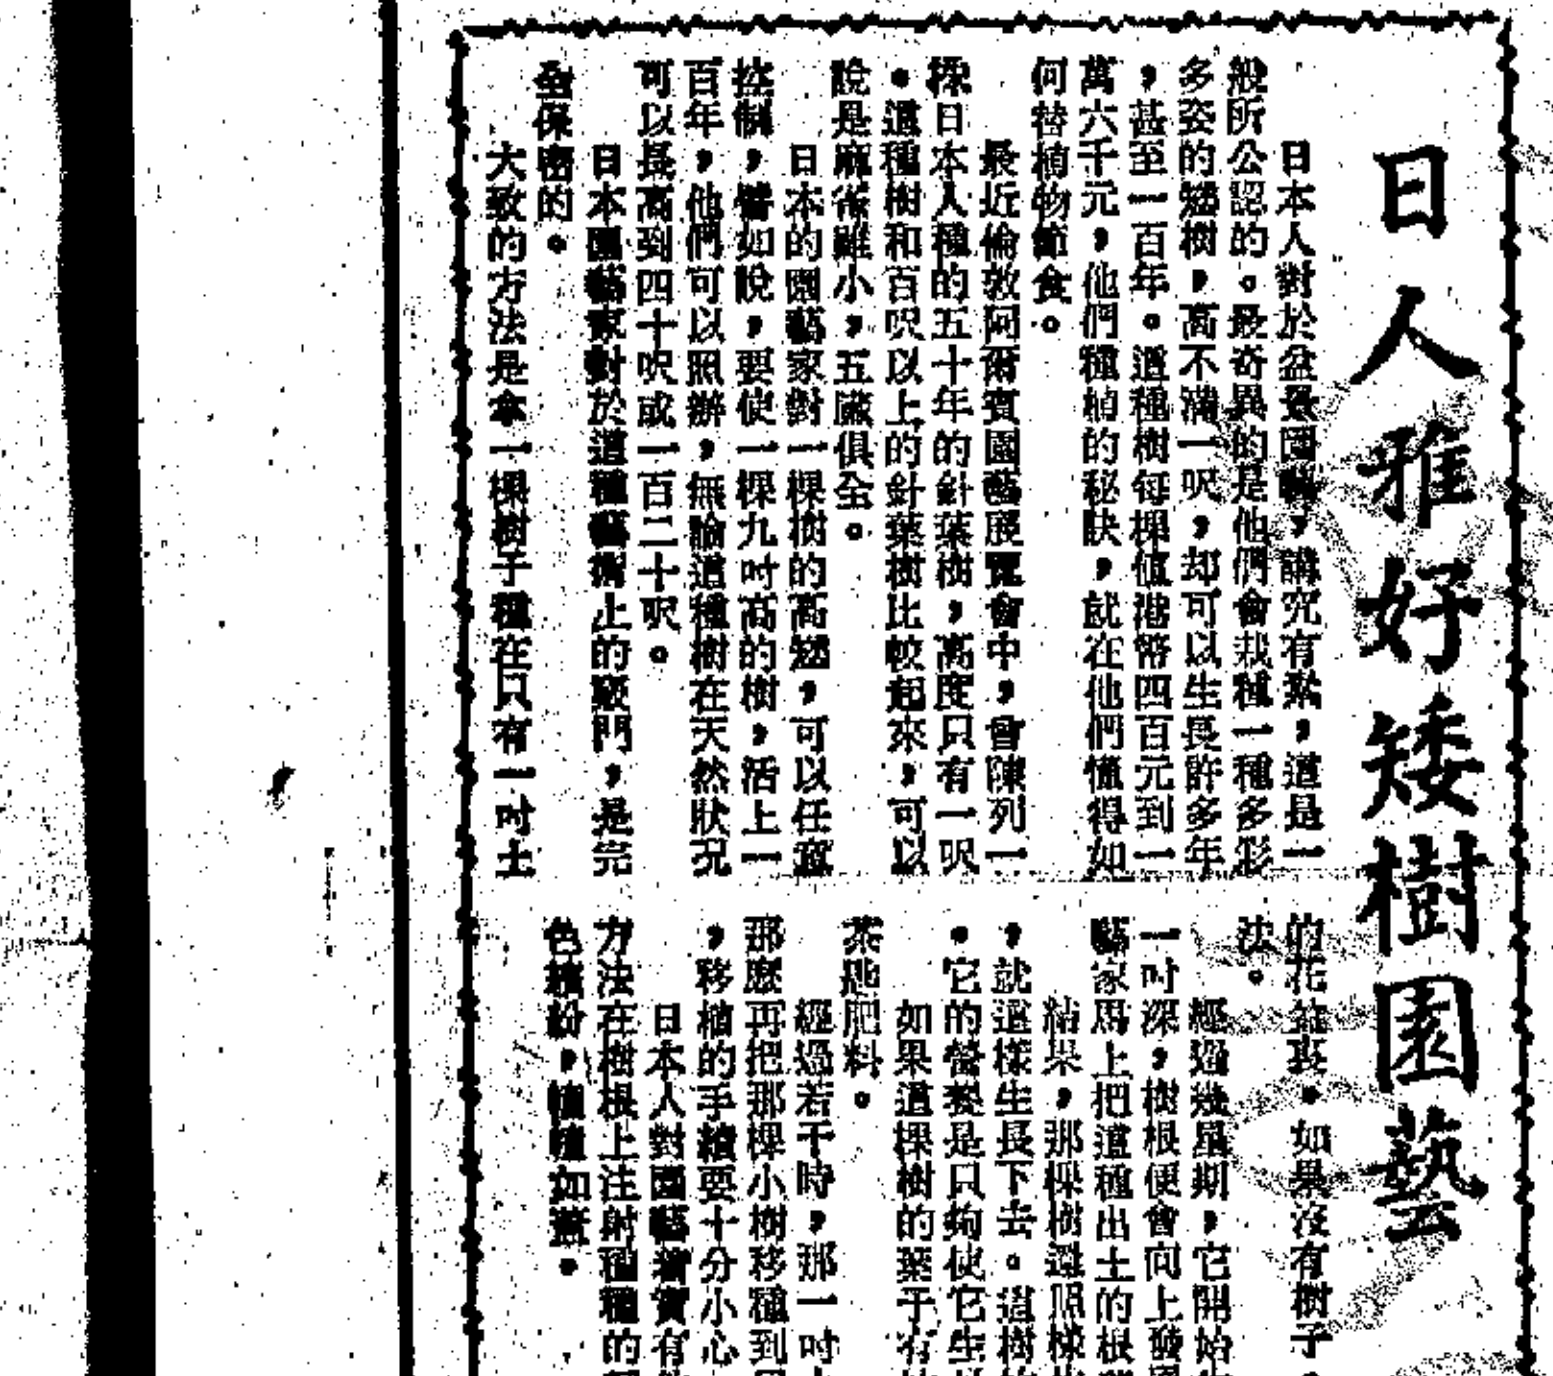 日人雅好矮樹園藝
日本人對於盆景園藝，講究有素，這是一
般所公認的。最奇異的是他們會栽種一種多彩
多姿的矮樹，高不滿一呎，却可以生長許多年
，甚至一百年。這種樹每棵值港幣四百元到一
萬六千元，他們種植的秘訣，就在他們懂得如
何替植物節食。
最近倫敦阿爾賓園藝展覽會中，曾陳列一
棵日本人種的五十年的針葉樹，高度只有一呎
。這種樹和百呎以上的針葉樹比較起來，可以
說是麻雀雖小，五臟俱全。
日本的園藝家對一棵樹的高矮，可以任意
控制，譬如說，要使一棵九吋高的樹，活上一
百年，他們可以照辦，無論這種樹在天然狀況
可以長高到四十呎或一百二十呎。
日本園藝家對於這種藝術上的竅門，是完
全保密的。
大致的方法是拿一棵樹子種在只有一吋土
的花盆裏。如果沒有樹子，
法。
經過幾星期，它開始
一吋深，樹根便會向上發
藝家馬上把這種出土的根
結果，那棵樹還照樣
，就這樣生長下去。這樹
。它的營養是只夠使它生
如果這棵樹的葉子有
茶匙肥料。
經過若干時，那一吋
那麼再把那棵小樹移種到
，移植的手續要十分小心
日本人對園藝着實有
方法在樹根上注射種種的
色繽紛，幢幢如蓋。